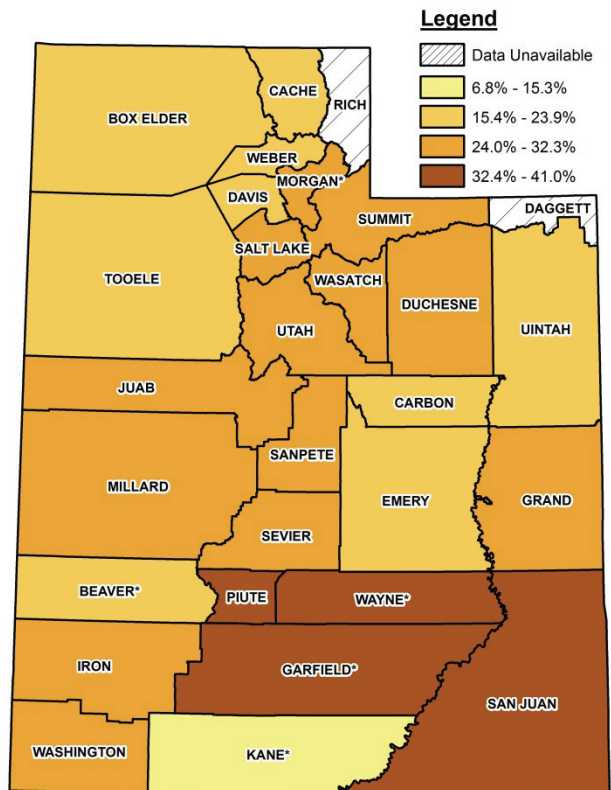 Legend
Data Unavailable
6.8% - 15.3%
15.4% - 23.9%
24.0% - 32.3%
32.4% - 41.0%
CACHE
RICH
BOX ELDER
WEBER
MORGAN*
DAVIS
DAGGETT
SUMMIT
SALT LAKE
TOOELE
WASATCH
DUCHESNE
UTAH
UINTAH
JUAB
CARBON
SANPETE
MILLARD
EMERY
GRAND
SEVIER
BEAVER*
PIUTE
WAYNE*
IRON
GARFIELD*
SAN JUAN
WASHINGTON
KANE*